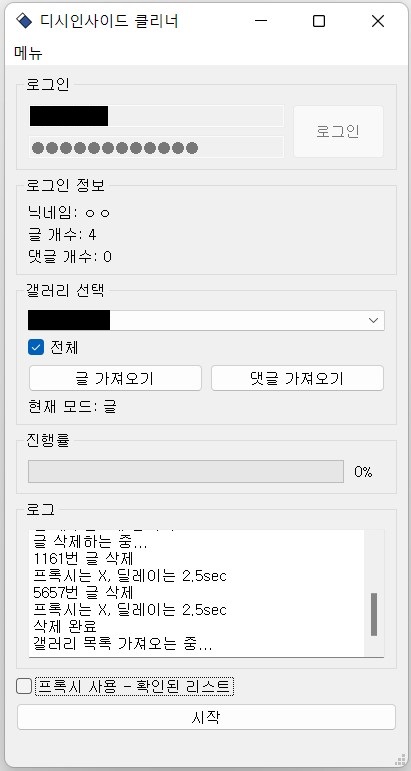 디시인사이드 클리너
메뉴
로그인
로그인
로그인 정보
닉네임: ㅇㅇ
글 개수: 4
댓글 개수: 0
갤러리 선택
전체
글 가져오기
댓글 가져오기
현재 모드: 글
진행률
0%
로그
글 삭제하는 중...
1161번 글 삭제
프록시는 X, 딜레이는 2.5sec
5657번 글 삭제
프록시는 X, 딜레이는 2.5sec
삭제 완료
갤러리 목록 가져오는 중...
프록시 사용 - 확인된 리스트
시작